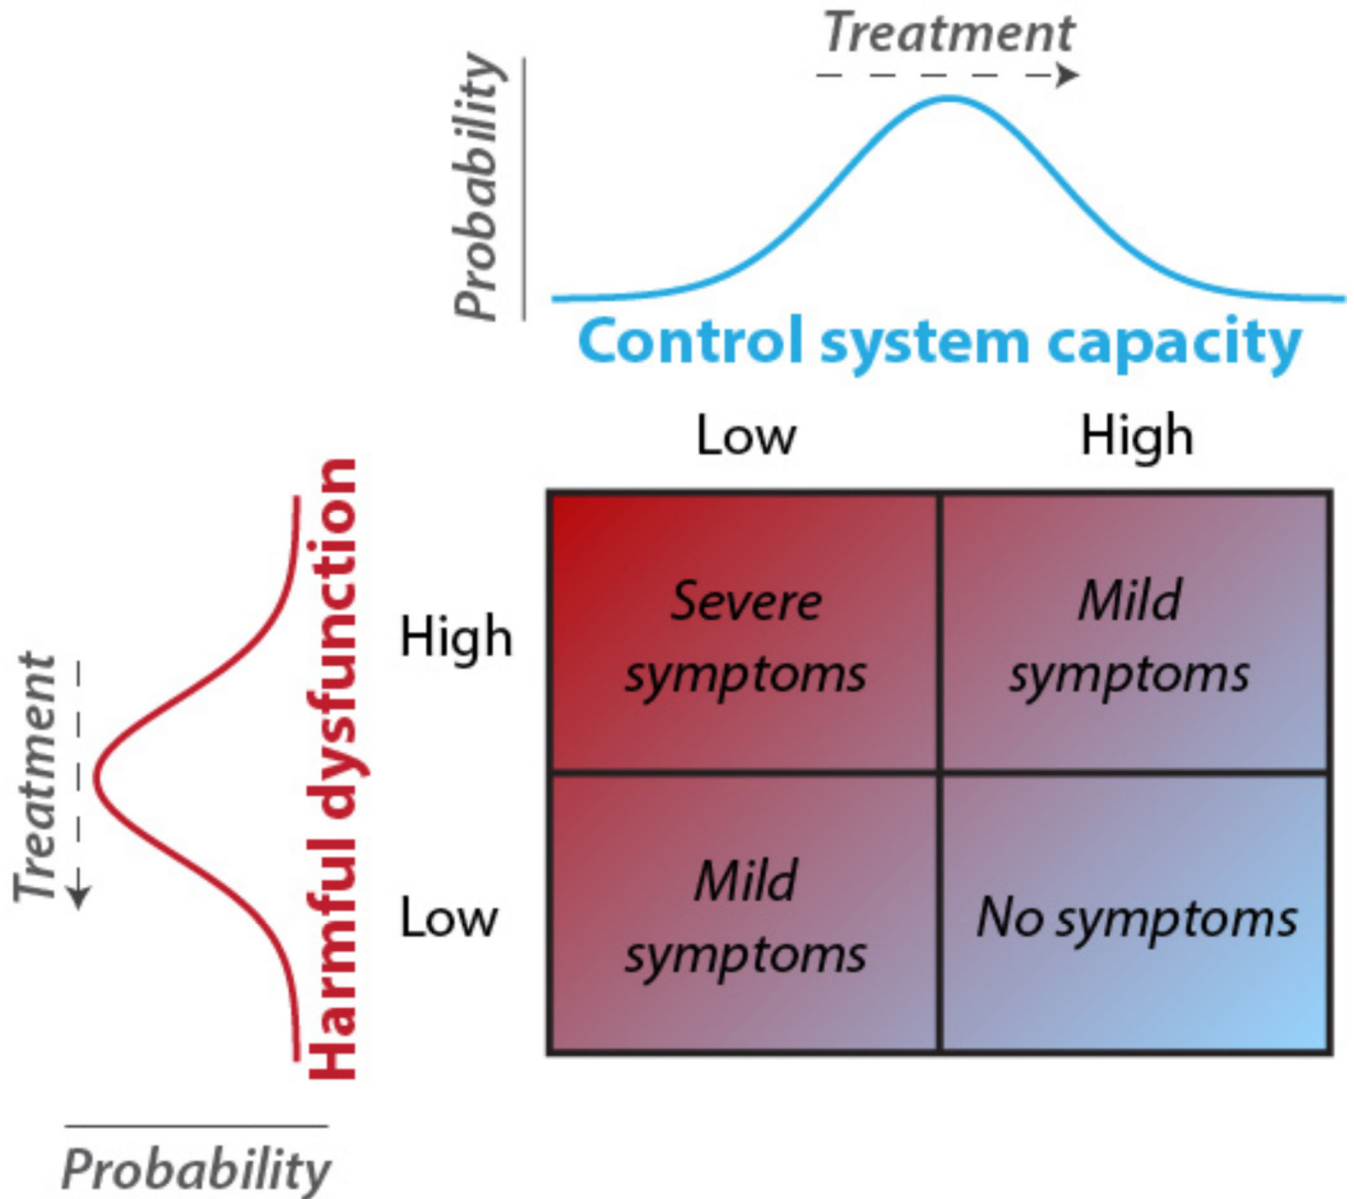 Treatment
Probability
Control system capacity
Low
High
Harmful dysfunction
Treatment
High
Severe
symptoms
Mild
symptoms
Low
Mild
symptoms
No symptoms
Probability